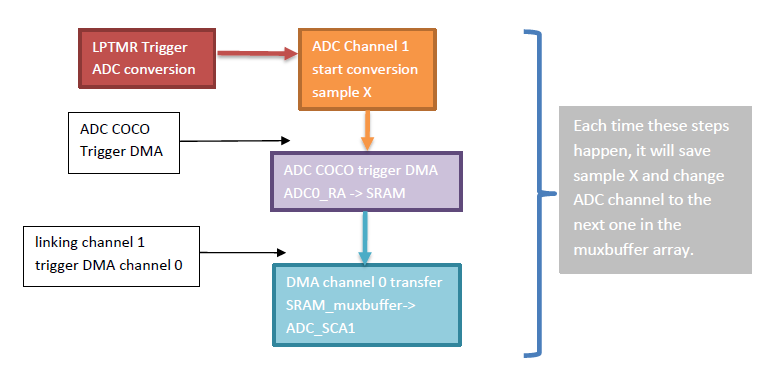 LPTMR Trigger
ADC conversion
ADC Channel 1
start conversion
sample X
ADC COCO
Trigger DMA
ADC COCO trigger DMA
ADC0_RA -> SRAM
Each time these steps
happen, it will save
sample X and change
ADC channel to the
next one in the
muxbuffer array.
linking channel 1
trigger DMA channel 0
DMA channel 0 transfer
SRAM_muxbuffer->
ADC_SCA1